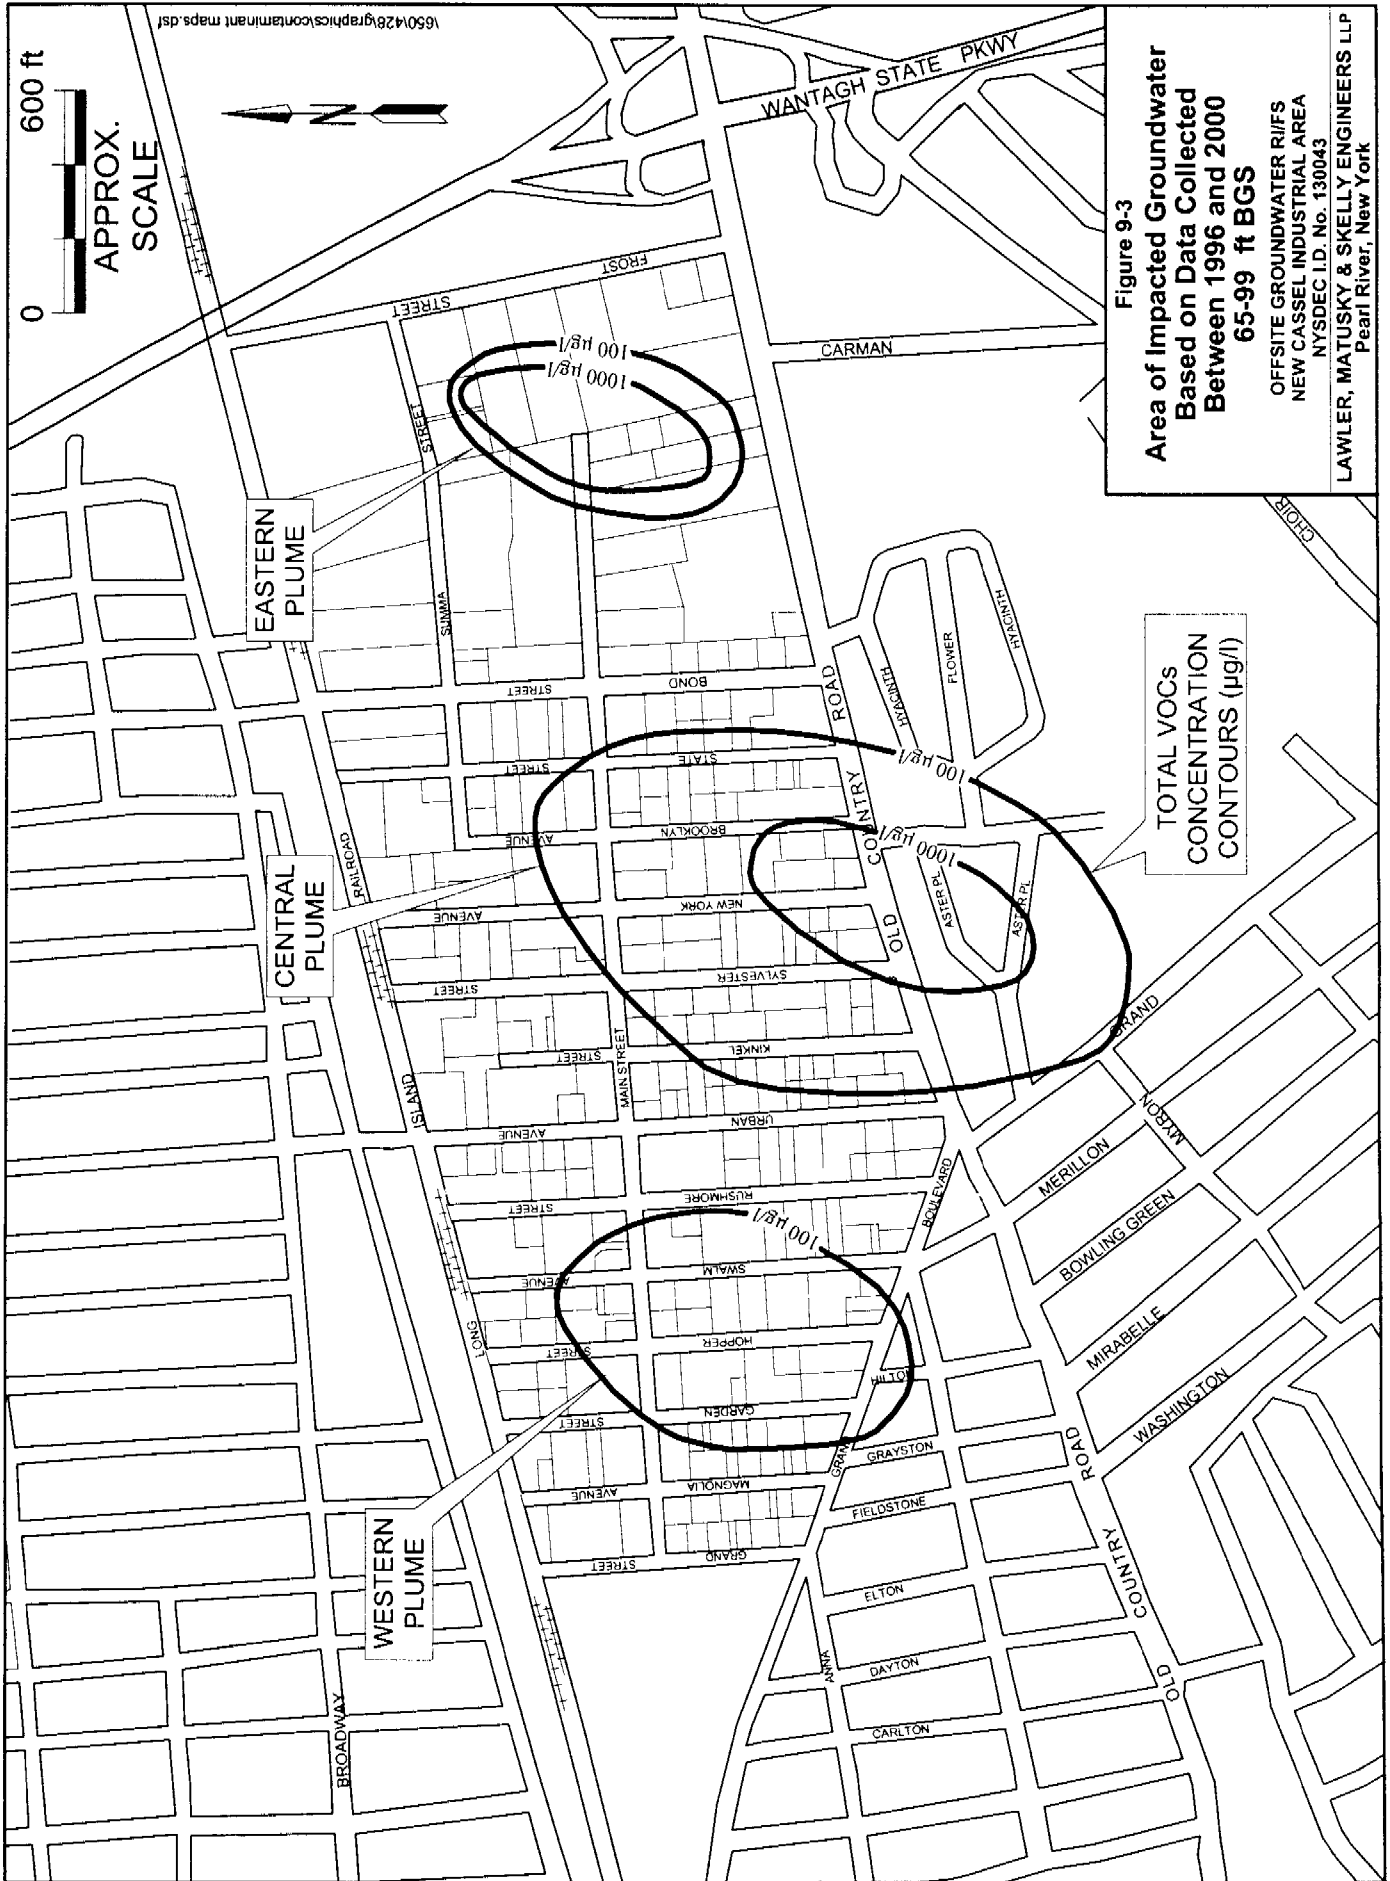 \650\428\graphics\contaminant maps.dsf
0 600 ft
APPROX.
SCALE
N
WANTAGH STATE PKWY
Figure 9-3
Area of Impacted Groundwater
Based on Data Collected
Between 1996 and 2000
65-99 ft BGS
OFFSITE GROUNDWATER RI/FS
NEW CASSEL INDUSTRIAL AREA
NYSDEC I.D. No. 130043
LAWLER, MATUSKY & SKELLY ENGINEERS LLP
Pearl River, New York
FROST
STREET
CARMAN
100 µg/l
1000 µg/l
STREET
SUMMA
EASTERN
PLUME
STREET
BOND
STREET
STATE
AVENUE
BROOKLYN
AVENUE
NEW YORK
STREET
SYLVESTER
STREET
KINKEL
MAIN STREET
AVENUE
URBAN
STREET
RUSHMORE
AVENUE
SWALM
STREET
HOPPER
STREET
GARDEN
AVENUE
MAGNOLIA
STREET
GRAND
CENTRAL
PLUME
RAILROAD
ISLAND
LONG
WESTERN
PLUME
BROADWAY
100 µg/l
1000 µg/l
100 µg/l
ROAD
COUNTRY
OLD
HYACINTH
FLOWER
HYACINTH
CHOIR
ASTER PL
ASTER PL
TOTAL VOCs
CONCENTRATION
CONTOURS (µg/l)
GRAND
MYRON
MERILLON
BOWLING GREEN
MIRABELLE
WASHINGTON
BOULEVARD
HILTON
GRAND
GRAYSTON
FIELDSTONE
ELTON
ANNA
DAYTON
CARLTON
ROAD
COUNTRY
OLD